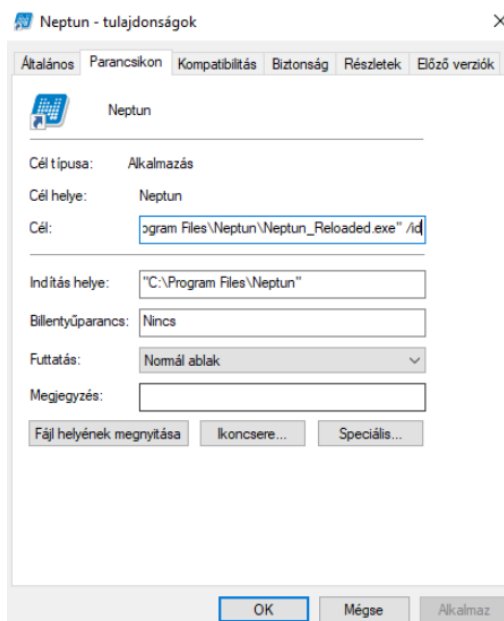 Neptun - tulajdonságok
Általános Parancsikon Kompatibilitás Biztonság Részletek Előző verziók
Neptun
Cél típusa: Alkalmazás
Cél helye: Neptun
Cél: ogram Files\Neptun\Neptun_Reloaded.exe" /id
Indítás helye: "C:\Program Files\Neptun"
Billentyűparancs: Nincs
Futtatás: Normál ablak
Megjegyzés:
Fájl helyének megnyitása Ikoncsere... Speciális...
OK Mégse Alkalmaz